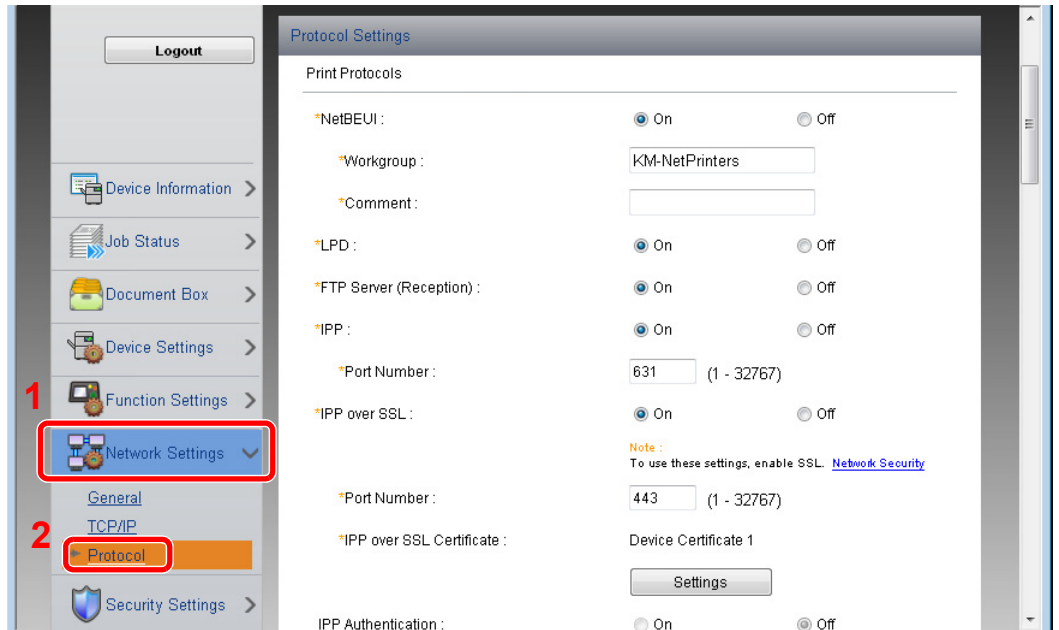 Logout
Device Information
Job Status
Document Box
Device Settings
1
Function Settings
Network Settings
General
TCP/IP
2
Protocol
Security Settings
Protocol Settings
Print Protocols
*NetBEUI : On Off
*Workgroup : KM-NetPrinters
*Comment :
*LPD : On Off
*FTP Server (Reception) : On Off
*IPP : On Off
*Port Number : 631 (1 - 32767)
*IPP over SSL : On Off
Note :
To use these settings, enable SSL. Network Security
*Port Number : 443 (1 - 32767)
*IPP over SSL Certificate : Device Certificate 1
Settings
IPP Authentication : On Off